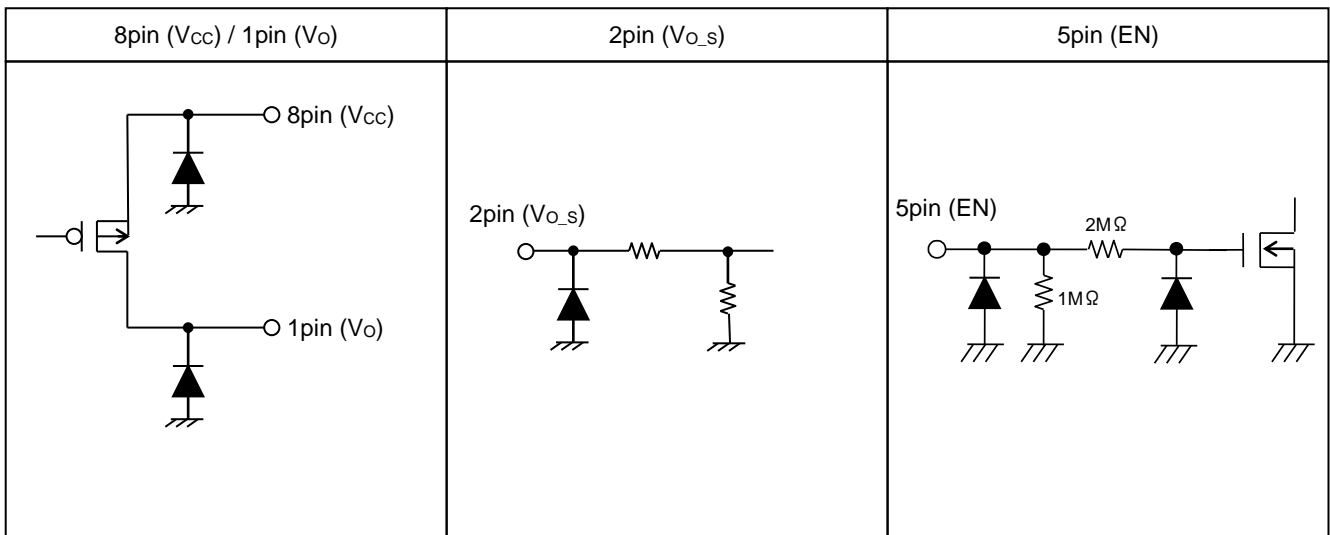 8pin (VCC) / 1pin (VO)
2pin (VO_S)
5pin (EN)
8pin (VCC)
1pin (VO)
2pin (VO_S)
5pin (EN)
2MΩ
1MΩ